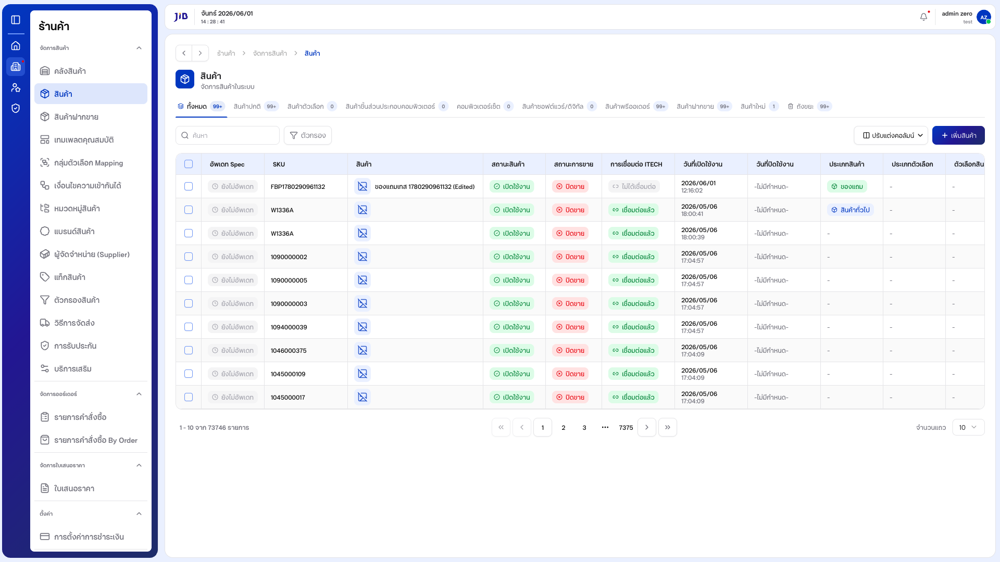 ร้านค้า
จัดการสินค้า
คลังสินค้า
สินค้า
สินค้าฝากขาย
เทมเพลตคุณสมบัติ
กลุ่มตัวเลือก Mapping
เงื่อนไขความเข้ากันได้
หมวดหมู่สินค้า
แบรนด์สินค้า
ผู้จัดจำหน่าย (Supplier)
แท็กสินค้า
ตัวกรองสินค้า
วิธีการจัดส่ง
การรับประกัน
บริการเสริม
จัดการออร์เดอร์
รายการคำสั่งซื้อ
รายการคำสั่งซื้อ By Order
จัดการใบเสนอราคา
ใบเสนอราคา
ตั้งค่า
การตั้งค่าการชำระเงิน
JIB
จันทร์ 2026/06/01
14 : 28 : 41
admin zero
test
AZ
ร้านค้า จัดการสินค้า สินค้า
สินค้า
จัดการสินค้าในระบบ
ทั้งหมด 99+ สินค้าปกติ 99+ สินค้าตัวเลือก 0 สินค้าชิ้นส่วนประกอบคอมพิวเตอร์ 0 คอมพิวเตอร์เซ็ต 0 สินค้าซอฟต์แวร์/ดิจิทัล 0 สินค้าพรีออเดอร์ 99+ สินค้าฝากขาย 99+ สินค้าใหม่ 1 ถังขยะ 99+
ค้นหา ตัวกรอง ปรับแต่งคอลัมน์ เพิ่มสินค้า
อัพเดท Spec SKU สินค้า สถานะสินค้า สถานะการขาย การเชื่อมต่อ ITECH วันที่เปิดใช้งาน วันที่ปิดใช้งาน ประเภทสินค้า ประเภทตัวเลือก ตัวเลือกสิน
ยังไม่อัพเดท FBP1780290961132 ของแถมเทส 1780290961132 (Edited) เปิดใช้งาน ปิดขาย ไม่ได้เชื่อมต่อ 2026/06/01 -ไม่มีกำหนด- ของแถม - -
12:16:02
ยังไม่อัพเดท W1336A เปิดใช้งาน ปิดขาย เชื่อมต่อแล้ว 2026/05/06 -ไม่มีกำหนด- สินค้าทั่วไป - -
18:00:41
ยังไม่อัพเดท W1336A เปิดใช้งาน ปิดขาย เชื่อมต่อแล้ว 2026/05/06 -ไม่มีกำหนด- - - -
18:00:39
ยังไม่อัพเดท 1090000002 เปิดใช้งาน ปิดขาย เชื่อมต่อแล้ว 2026/05/06 -ไม่มีกำหนด- - - -
17:04:57
ยังไม่อัพเดท 1090000005 เปิดใช้งาน ปิดขาย เชื่อมต่อแล้ว 2026/05/06 -ไม่มีกำหนด- - - -
17:04:57
ยังไม่อัพเดท 1090000003 เปิดใช้งาน ปิดขาย เชื่อมต่อแล้ว 2026/05/06 -ไม่มีกำหนด- - - -
17:04:57
ยังไม่อัพเดท 1094000039 เปิดใช้งาน ปิดขาย เชื่อมต่อแล้ว 2026/05/06 -ไม่มีกำหนด- - - -
17:04:57
ยังไม่อัพเดท 1046000375 เปิดใช้งาน ปิดขาย เชื่อมต่อแล้ว 2026/05/06 -ไม่มีกำหนด- - - -
17:04:09
ยังไม่อัพเดท 1045000109 เปิดใช้งาน ปิดขาย เชื่อมต่อแล้ว 2026/05/06 -ไม่มีกำหนด- - - -
17:04:09
ยังไม่อัพเดท 1045000017 เปิดใช้งาน ปิดขาย เชื่อมต่อแล้ว 2026/05/06 -ไม่มีกำหนด- - - -
17:04:09
1 - 10 จาก 73746 รายการ 1 2 3 ••• 7375 จำนวนแถว 10